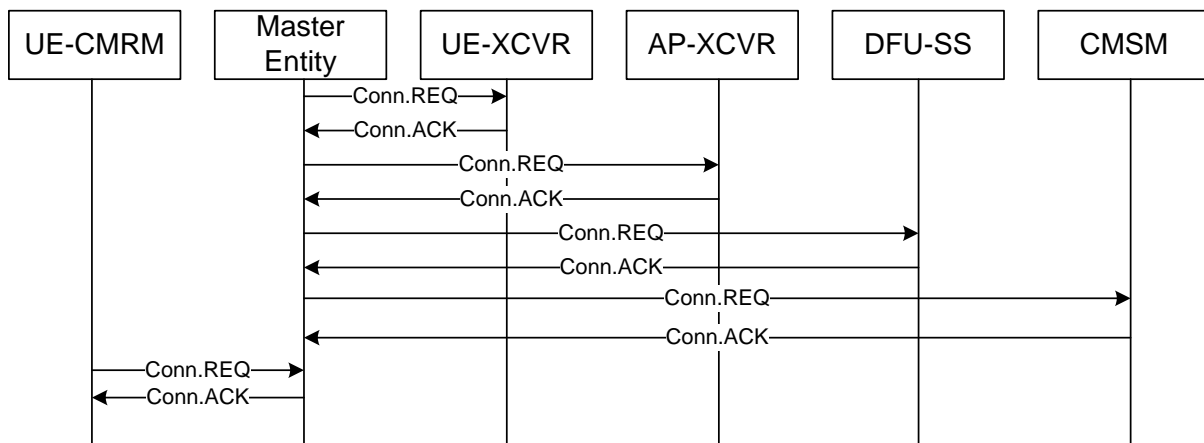 UE-CMRM
Master
Entity
UE-XCVR
AP-XCVR
DFU-SS
CMSM
Conn.REQ
Conn.ACK
Conn.REQ
Conn.ACK
Conn.REQ
Conn.ACK
Conn.REQ
Conn.ACK
Conn.REQ
Conn.ACK